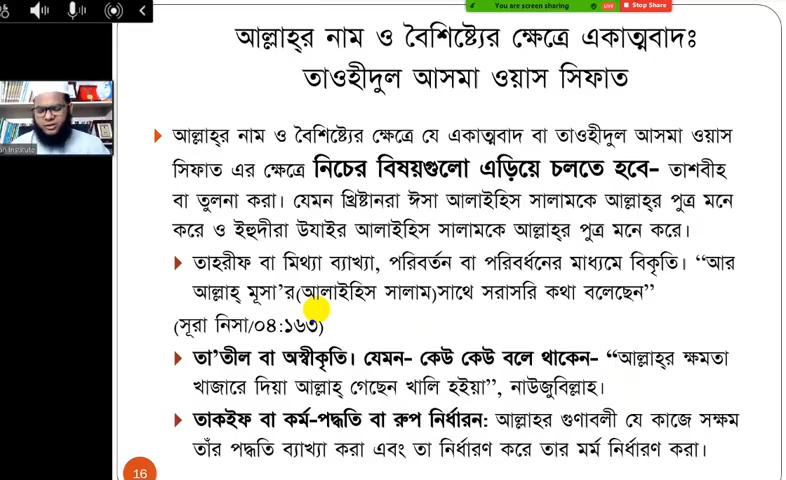 You are screen sharing
LIVE
Stop Share
আল্লাহ্‌র নাম ও বৈশিষ্ট্যের ক্ষেত্রে একাত্মবাদঃ
তাওহীদুল আসমা ওয়াস সিফাত
আল্লাহ্‌র নাম ও বৈশিষ্ট্যের ক্ষেত্রে যে একাত্মবাদ বা তাওহীদুল আসমা ওয়াস
সিফাত এর ক্ষেত্রে নিচের বিষয়গুলো এড়িয়ে চলতে হবে- তাশবীহ
বা তুলনা করা। যেমন খ্রিষ্টানরা ঈসা আলাইহিস সালামকে আল্লাহ্‌র পুত্র মনে
করে ও ইহুদীরা উযাইর আলাইহিস সালামকে আল্লাহ্‌র পুত্র মনে করে।
তাহরীফ বা মিথ্যা ব্যাখ্যা, পরিবর্তন বা পরিবর্ধনের মাধ্যমে বিকৃতি। “আর
আল্লাহ্‌ মূসা’র(আলাইহিস সালাম)সাথে সরাসরি কথা বলেছেন”
(সূরা নিসা/০৪:১৬৩)
তা’তীল বা অস্বীকৃতি। যেমন- কেউ কেউ বলে থাকেন- “আল্লাহ্‌র ক্ষমতা
খাজারে দিয়া আল্লাহ্‌ গেছেন খালি হইয়া”, নাউজুবিল্লাহ।
তাকইফ বা কর্ম-পদ্ধতি বা রুপ নির্ধারন: আল্লাহর গুণাবলী যে কাজে সক্ষম
তাঁর পদ্ধতি ব্যাখ্যা করা এবং তা নির্ধারণ করে তার মর্ম নির্ধারণ করা।
16